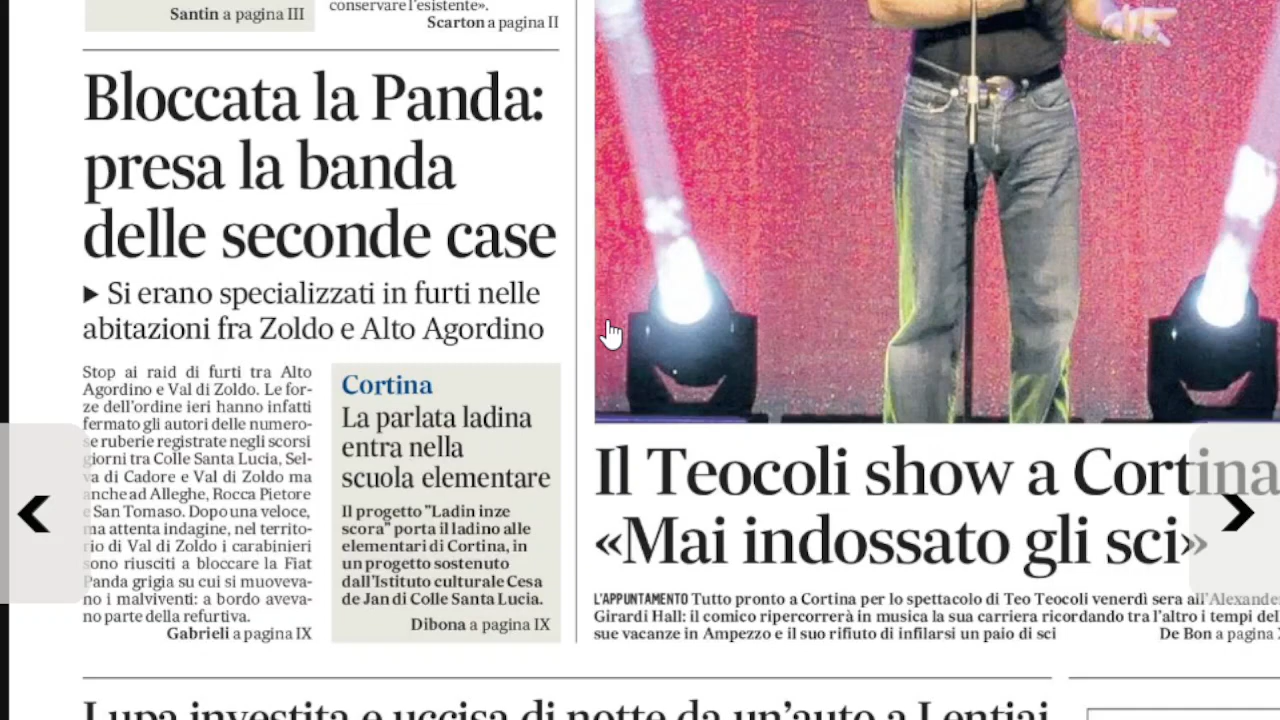 Santin a pagina III
conservare l'esistente».
Scarton a pagina II
Bloccata la Panda:
presa la banda
delle seconde case
▶ Si erano specializzati in furti nelle
abitazioni fra Zoldo e Alto Agordino
Stop ai raid di furti tra Alto
Agordino e Val di Zoldo. Le for-
ze dell'ordine ieri hanno infatti
fermato gli autori delle numero-
se ruberie registrate negli scorsi
giorni tra Colle Santa Lucia, Sel-
va di Cadore e Val di Zoldo ma
anche ad Alleghe, Rocca Pietore
e San Tomaso. Dopo una veloce,
ma attenta indagine, nel territo-
rio di Val di Zoldo i carabinieri
sono riusciti a bloccare la Fiat
Panda grigia su cui si muoveva-
no i malviventi: a bordo aveva-
no parte della refurtiva.
Gabrieli a pagina IX
Cortina
La parlata ladina
entra nella
scuola elementare
Il progetto "Ladin inze
scora" porta il ladino alle
elementari di Cortina, in
un progetto sostenuto
dall'Istituto culturale Cesa
de Jan di Colle Santa Lucia.
Dibona a pagina IX
Il Teocoli show a Cortina
«Mai indossato gli sci»
L'APPUNTAMENTO Tutto pronto a Cortina per lo spettacolo di Teo Teocoli venerdì sera all'Alexander
Girardi Hall: il comico ripercorrerà in musica la sua carriera ricordando tra l'altro i tempi del
sue vacanze in Ampezzo e il suo rifiuto di infilarsi un paio di sci
De Bon a pagina
Lupa investita e uccisa di notte da un'auto a Lentiai